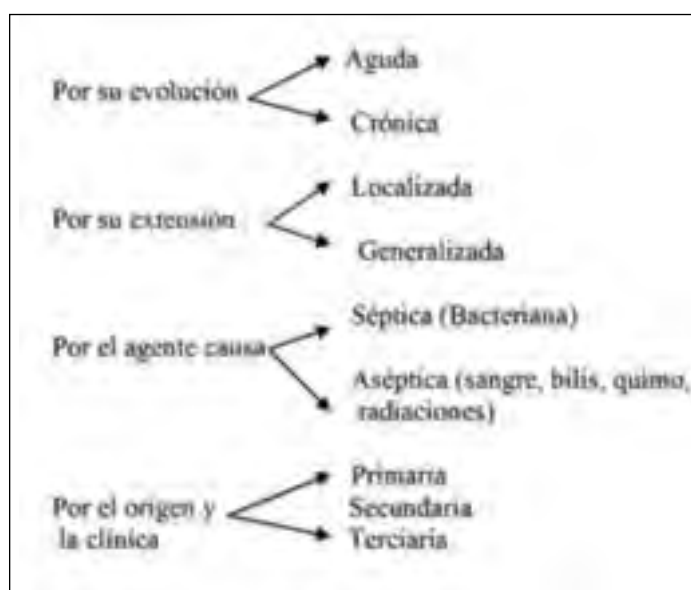 Por su evolución
Aguda
Crónica
Por su extensión
Localizada
Generalizada
Por el agente causa
Séptica (Bacteriana)
Aséptica (sangre, bilis, quimo,
radiaciones)
Por el origen y
la clínica
Primaria
Secundaria
Terciaria